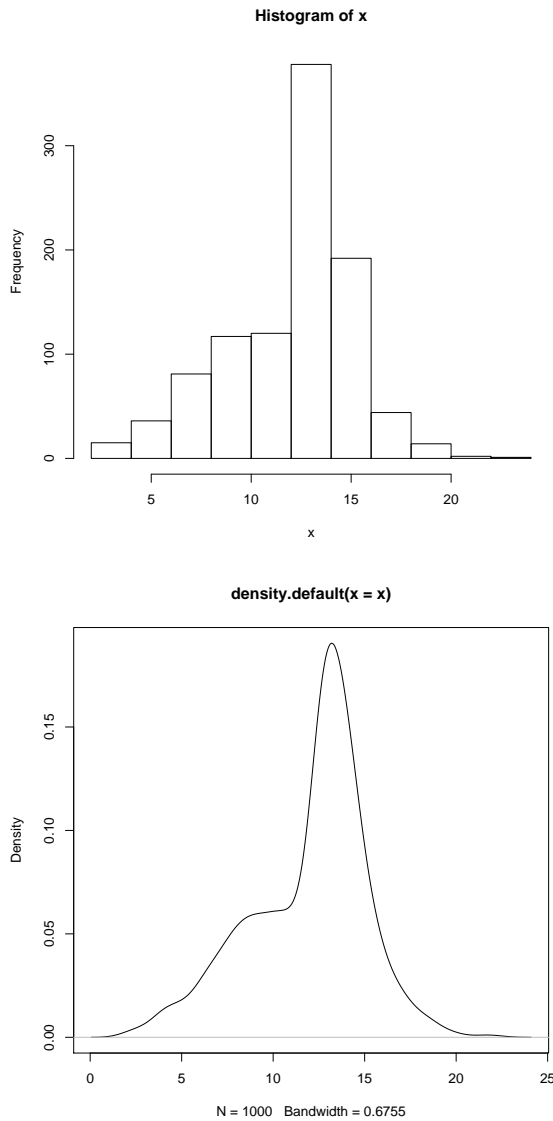 Histogram of x
Frequency
0 100 200 300
5 10 15 20
x
density.default(x = x)
Density
0.00 0.05 0.10 0.15
0 5 10 15 20 25
N = 1000 Bandwidth = 0.6755